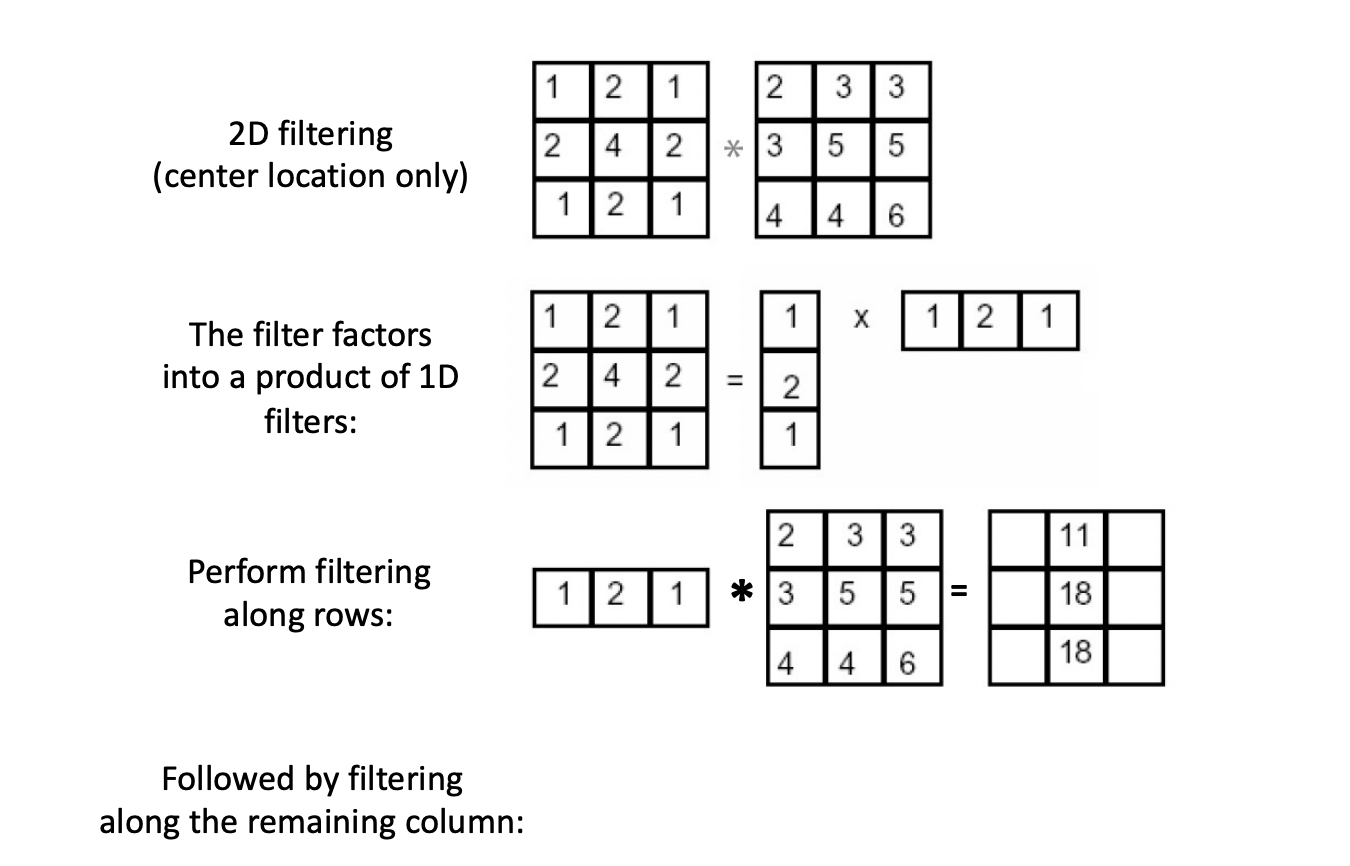 2D filtering
(center location only)
1 2 1
2 4 2
1 2 1
*
2 3 3
3 5 5
4 4 6
The filter factors
into a product of 1D
filters:
1 2 1
2 4 2
1 2 1
=
1
2
1
x
1 2 1
Perform filtering
along rows:
1 2 1
*
2 3 3
3 5 5
4 4 6
=
11
18
18
Followed by filtering
along the remaining column: